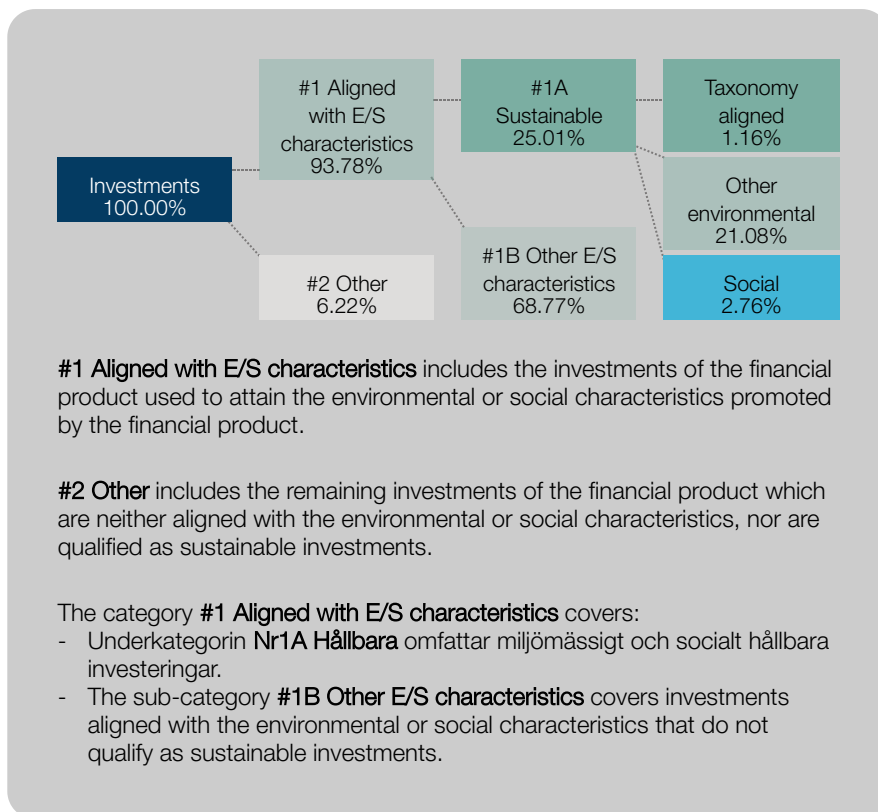 #1 Aligned
with E/S
characteristics
93.78%
#1A
Sustainable
25.01%
Taxonomy
aligned
1.16%
Investments
100.00%
Other
environmental
21.08%
#2 Other
6.22%
#1B Other E/S
characteristics
68.77%
Social
2.76%
#1 Aligned with E/S characteristics includes the investments of the financial
product used to attain the environmental or social characteristics promoted
by the financial product.
#2 Other includes the remaining investments of the financial product which
are neither aligned with the environmental or social characteristics, nor are
qualified as sustainable investments.
The category #1 Aligned with E/S characteristics covers:
- Underkategorin Nr1A Hållbara omfattar miljömässigt och socialt hållbara
investeringar.
- The sub-category #1B Other E/S characteristics covers investments
aligned with the environmental or social characteristics that do not
qualify as sustainable investments.